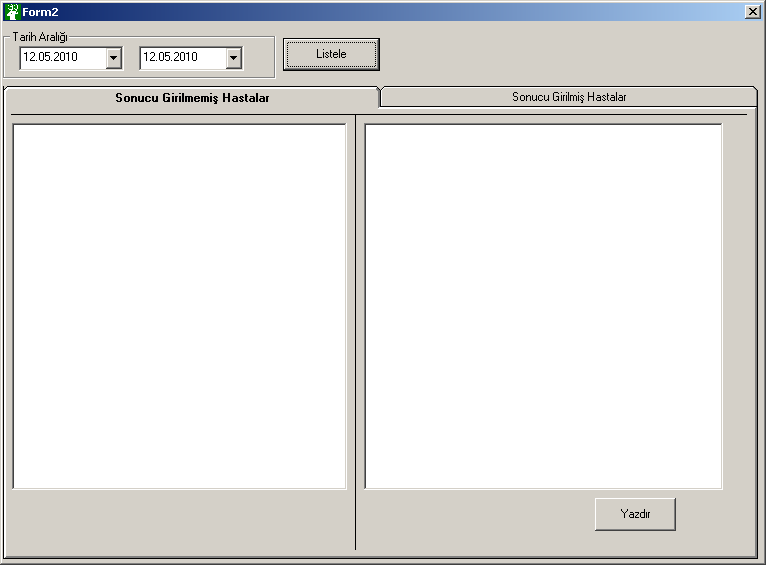 Form2
Tarih Aralığı
12.05.2010 12.05.2010 Listele
Sonucu Girilmemiş Hastalar Sonucu Girilmiş Hastalar
Yazdır